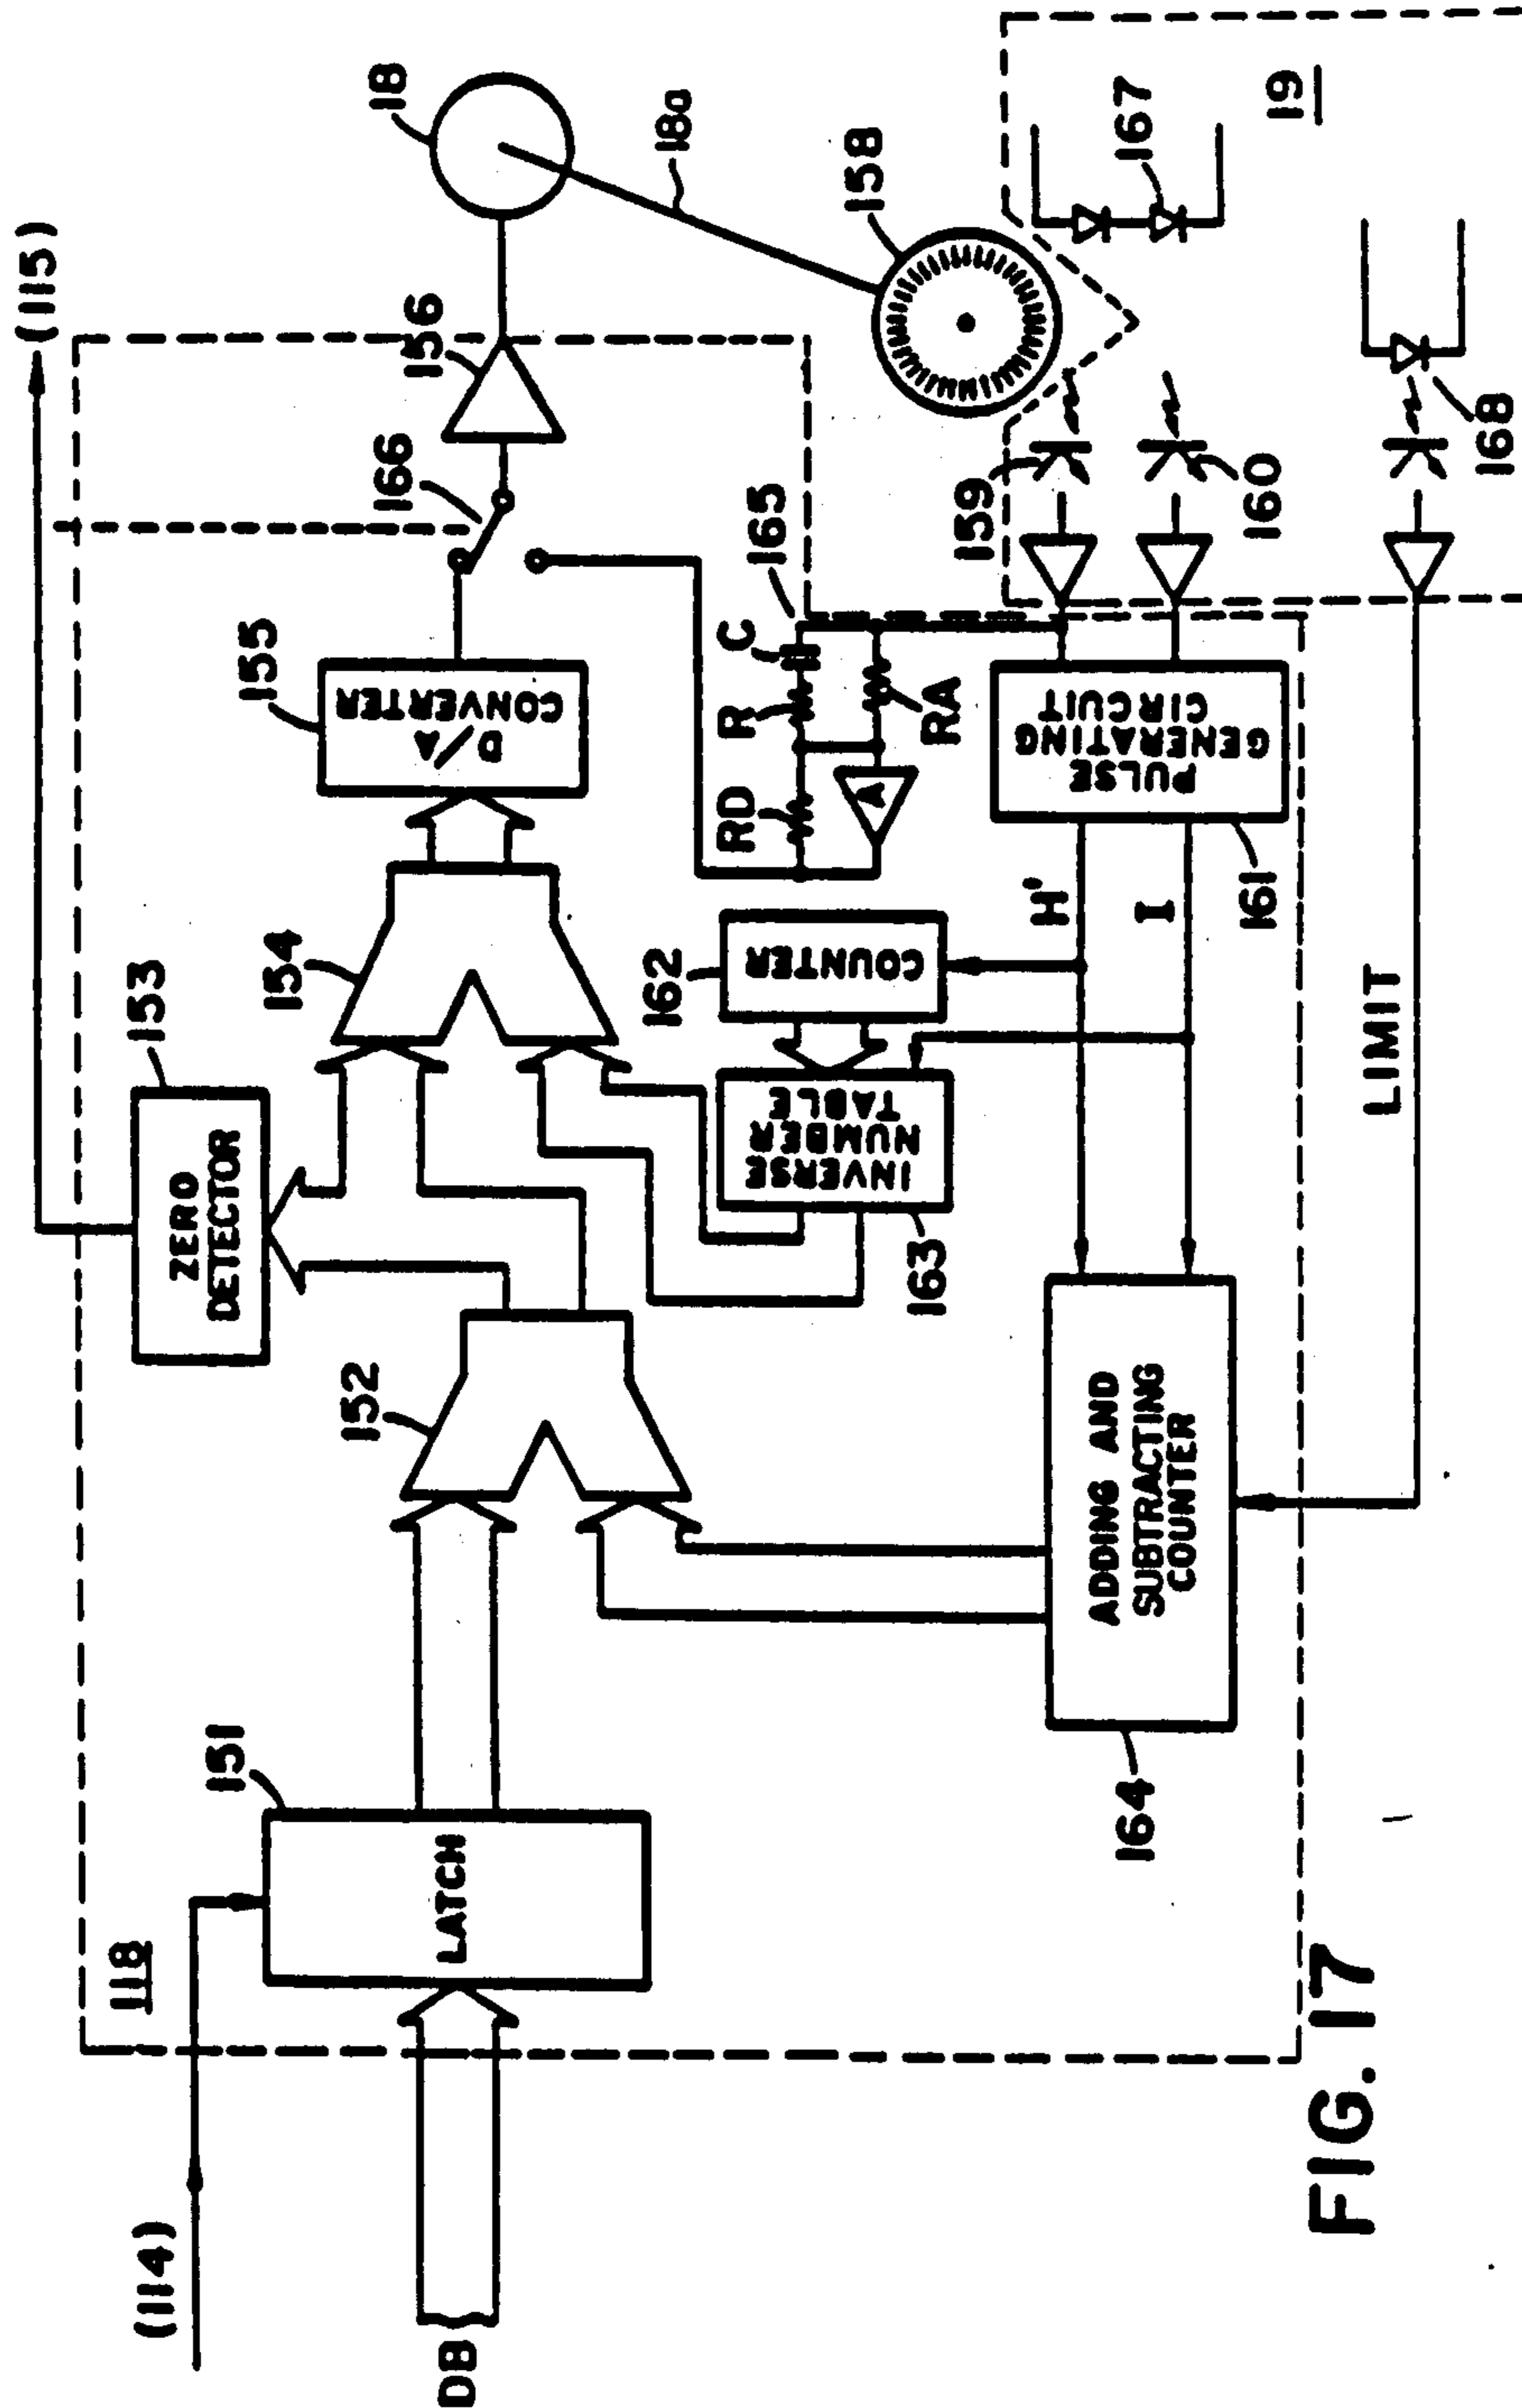 (114)
DB
118
LATCH
151
152
ZERO
DETECTOR
153
(115)
154
D/A
CONVERTER
155
166
156
18
18a
158
COUNTER
162
INVERSE
NUMBER
TABLE
163
RD
R
C
165
A
RA
PULSE
GENERATING
CIRCUIT
161
H'
I
159
160
167
19
168
LIMIT
ADDING AND
SUBTRACTING
COUNTER
164
FIG. 17